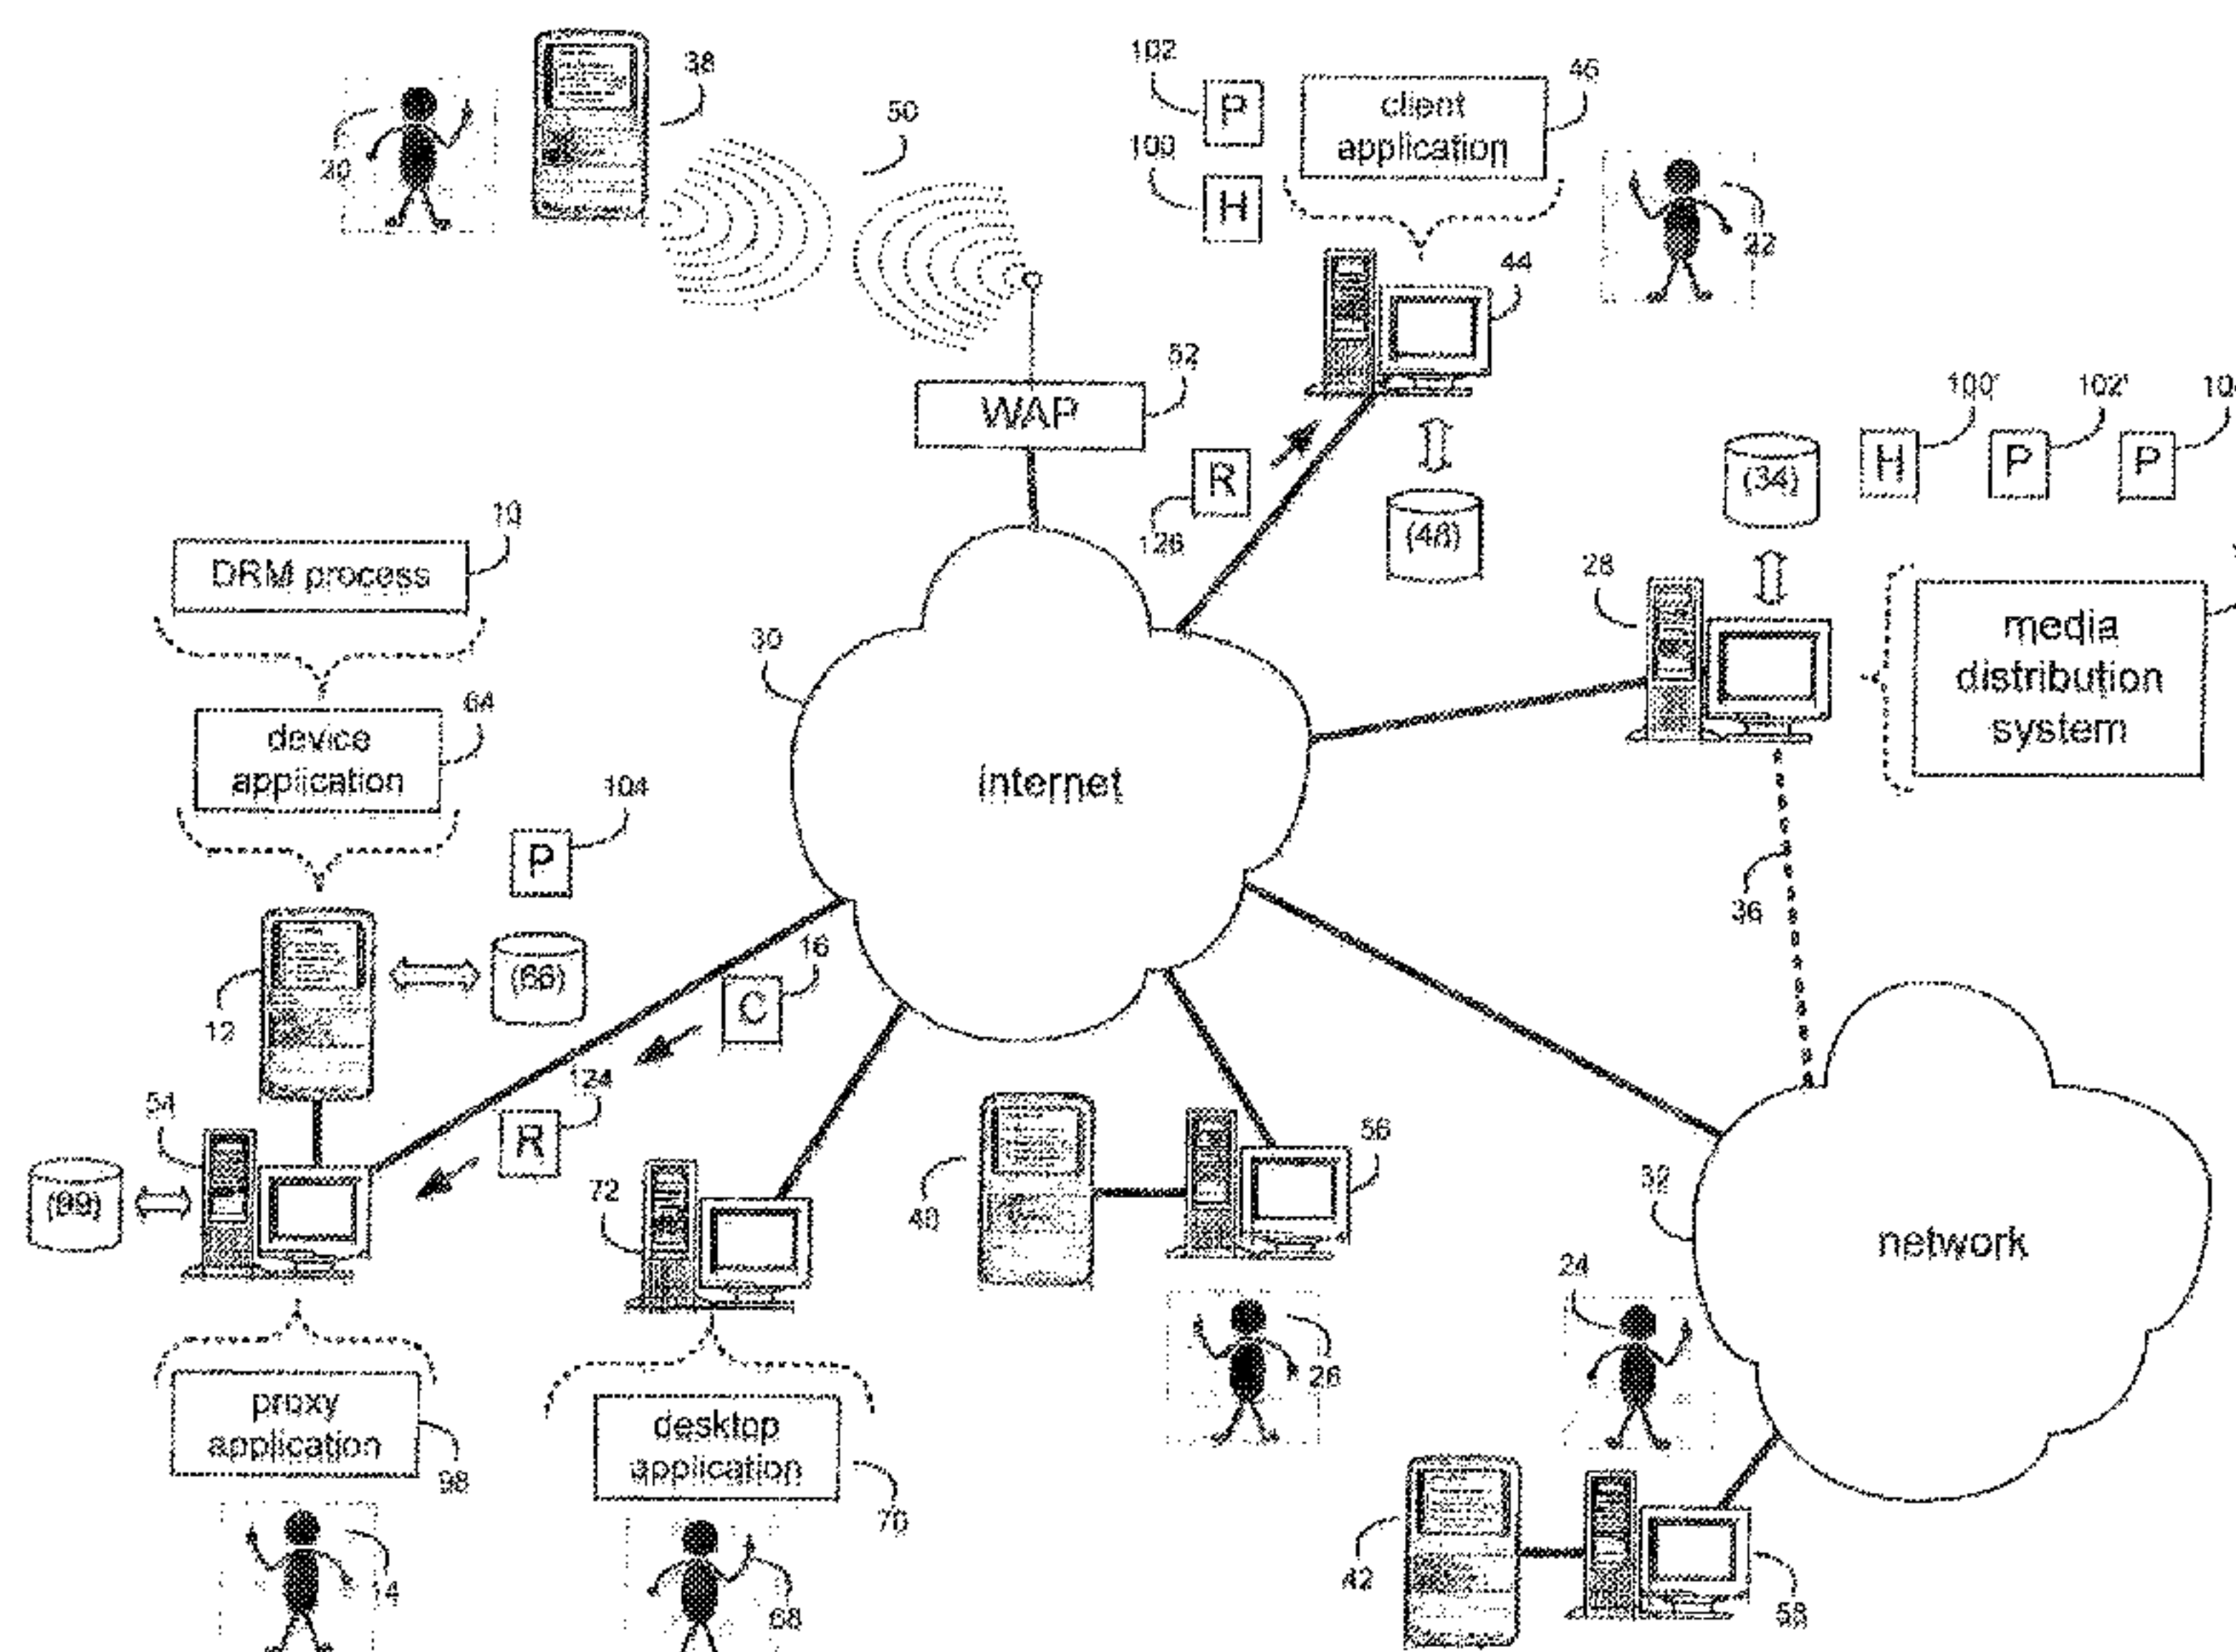 38
102
46
50
P
client
application
20
100
H
22
44
52
WAP
100'
102'
R
126
(48)
(34)
H
P
P
10
DRM process
28
media
distribution
system
30
64
device
application
internet
104
P
36
16
12
(66)
C
124
54
R
56
72
32
(99)
40
network
24
26
proxy
application
desktop
application
98
70
14
68
42
58